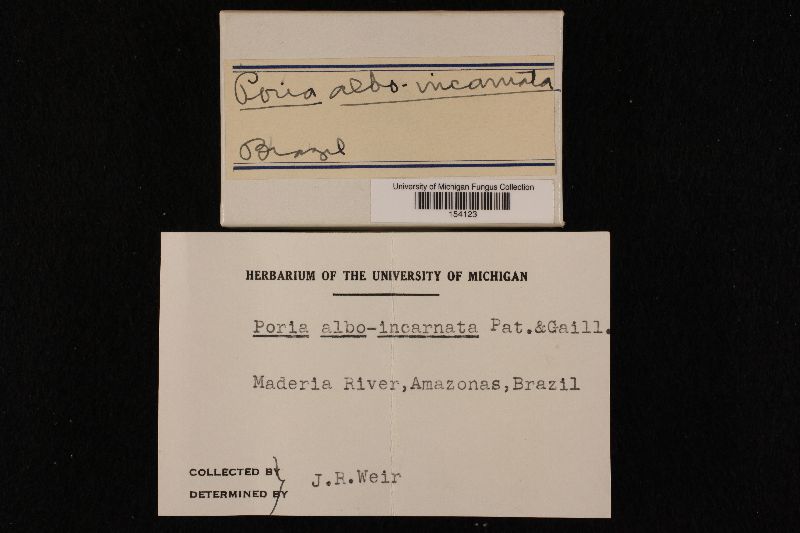 Poria albo-incarnata
Brazil
University of Michigan Fungus Collection
154123
HERBARIUM OF THE UNIVERSITY OF MICHIGAN
Poria albo-incarnata Pat.&Gaill.
Maderia River,Amazonas,Brazil
COLLECTED BY
DETERMINED BY
J.R.Weir